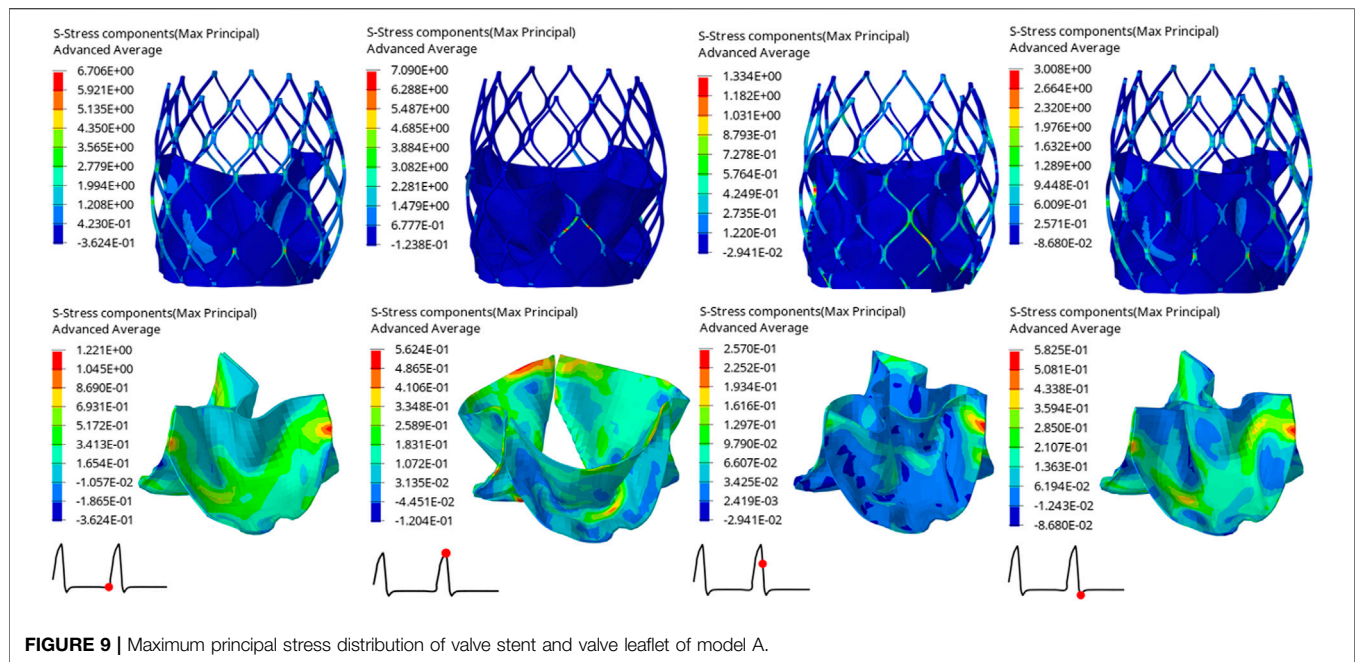 S-Stress components(Max Principal)
Advanced Average
6.706E+00
5.921E+00
5.135E+00
4.350E+00
3.565E+00
2.779E+00
1.994E+00
1.208E+00
4.230E-01
-3.624E-01
S-Stress components(Max Principal)
Advanced Average
7.090E+00
6.288E+00
5.487E+00
4.685E+00
3.884E+00
3.082E+00
2.281E+00
1.479E+00
6.777E-01
-1.238E-01
S-Stress components(Max Principal)
Advanced Average
1.334E+00
1.182E+00
1.031E+00
8.793E-01
7.278E-01
5.764E-01
4.249E-01
2.735E-01
1.220E-01
-2.941E-02
S-Stress components(Max Principal)
Advanced Average
3.008E+00
2.664E+00
2.320E+00
1.976E+00
1.632E+00
1.289E+00
9.448E-01
6.009E-01
2.571E-01
-8.680E-02
S-Stress components(Max Principal)
Advanced Average
1.221E+00
1.045E+00
8.690E-01
6.931E-01
5.172E-01
3.413E-01
1.654E-01
-1.057E-02
-1.865E-01
-3.624E-01
S-Stress components(Max Principal)
Advanced Average
5.624E-01
4.865E-01
4.106E-01
3.348E-01
2.589E-01
1.831E-01
1.072E-01
3.135E-02
-4.451E-02
-1.204E-01
S-Stress components(Max Principal)
Advanced Average
2.570E-01
2.252E-01
1.934E-01
1.616E-01
1.297E-01
9.790E-02
6.607E-02
3.425E-02
2.419E-03
-2.941E-02
S-Stress components(Max Principal)
Advanced Average
5.825E-01
5.081E-01
4.338E-01
3.594E-01
2.850E-01
2.107E-01
1.363E-01
6.194E-02
-1.243E-02
-8.680E-02
FIGURE 9 | Maximum principal stress distribution of valve stent and valve leaflet of model A.